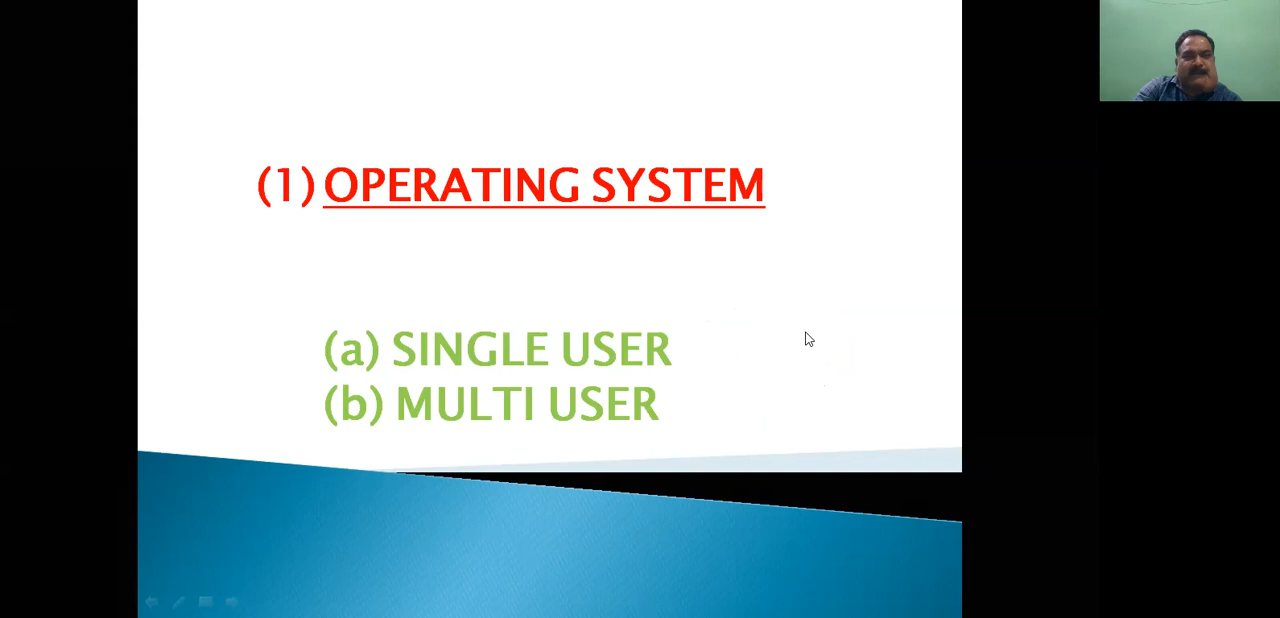 (1) OPERATING SYSTEM
(a) SINGLE USER
(b) MULTI USER